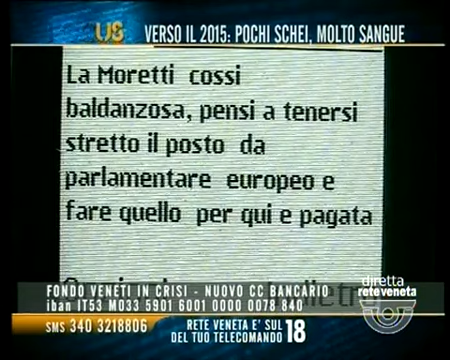 US VERSO IL 2015: POCHI SCHEI, MOLTO SANGUE
La Moretti cossi
baldanzosa, pensi a tenersi
stretto il posto da
parlamentare europeo e
fare quello per qui e pagata
diretta
reteveneta
FONDO VENETI IN CRISI - NUOVO CC BANCARIO
iban IT53 M033 5901 6001 0000 0078 840
SMS 340 3218806
RETE VENETA E' SUL
DEL TUO TELECOMANDO 18